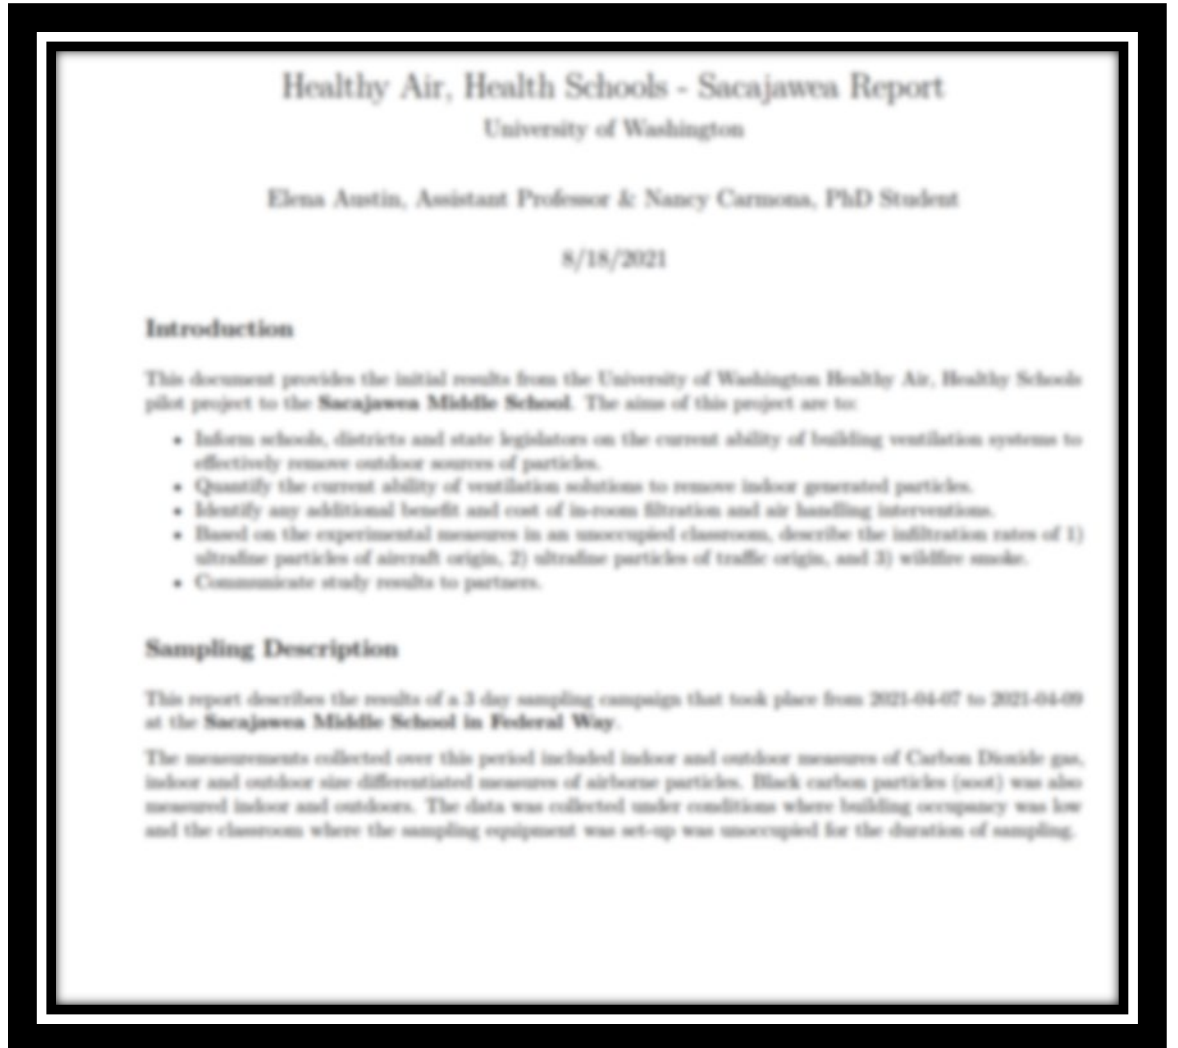 Healthy Air, Health Schools - Sacajawea Report
University of Washington
Elena Austin, Assistant Professor & Nancy Carmona, PhD Student
8/18/2021
Introduction
This document provides the initial results from the University of Washington Healthy Air, Healthy Schools
pilot project to the Sacajawea Middle School. The aims of this project are to:
• Inform schools, districts and state legislators on the current ability of building ventilation systems to
effectively remove outdoor sources of particles.
• Quantify the current ability of ventilation solutions to remove indoor generated particles.
• Identify any additional benefit and cost of in-room filtration and air handling interventions.
• Based on the experimental measures in an unoccupied classroom, describe the infiltration rates of 1)
ultrafine particles of aircraft origin, 2) ultrafine particles of traffic origin, and 3) wildfire smoke.
• Communicate study results to partners.
Sampling Description
This report describes the results of a 3 day sampling campaign that took place from 2021-04-07 to 2021-04-09
at the Sacajawea Middle School in Federal Way.
The measurements collected over this period included indoor and outdoor measures of Carbon Dioxide gas,
indoor and outdoor size differentiated measures of airborne particles. Black carbon particles (soot) was also
measured indoor and outdoors. The data was collected under conditions where building occupancy was low
and the classroom where the sampling equipment was set-up was unoccupied for the duration of sampling.